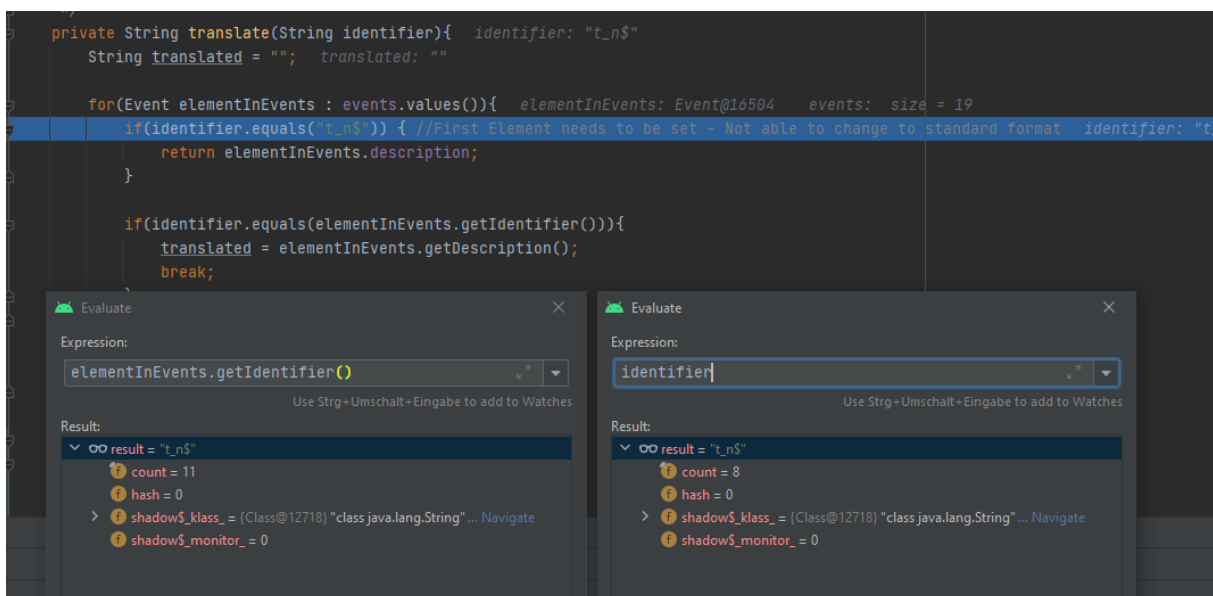 */
private String translate(String identifier){ identifier: "t_n$"
String translated = ""; translated: ""
for(Event elementInEvents : events.values()){ elementInEvents: Event@16504 events: size = 19
if(identifier.equals("t_n$")) { //First Element needs to be set – Not able to change to standard format identifier: "t_
return elementInEvents.description;
}
if(identifier.equals(elementInEvents.getIdentifier())){
translated = elementInEvents.getDescription();
break;
Evaluate
Expression:
elementInEvents.getIdentifier()
Use Strg+Umschalt+Eingabe to add to Watches
Result:
result = "t_n$"
count = 11
hash = 0
shadow$_klass_ = {Class@12718} "class java.lang.String" ... Navigate
shadow$_monitor_ = 0
Evaluate
Expression:
identifier
Use Strg+Umschalt+Eingabe to add to Watches
Result:
result = "t_n$"
count = 8
hash = 0
shadow$_klass_ = {Class@12718} "class java.lang.String" ... Navigate
shadow$_monitor_ = 0